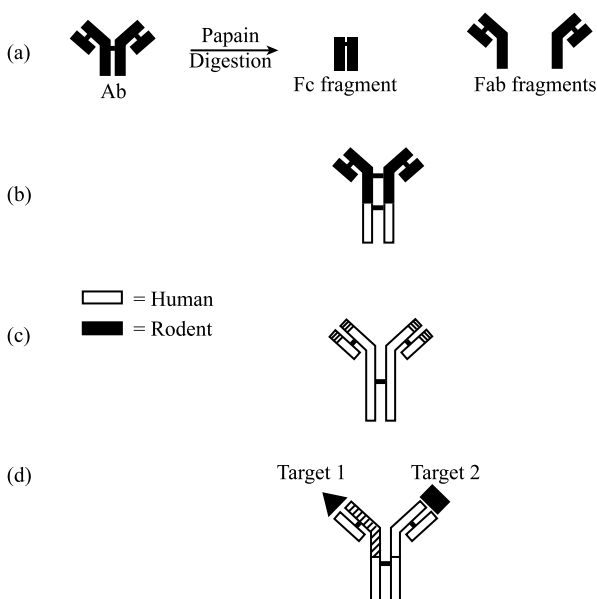 (a)
Ab
Papain
Digestion
Fc fragment
Fab fragments
(b)
= Human
= Rodent
(c)
(d)
Target 1
Target 2